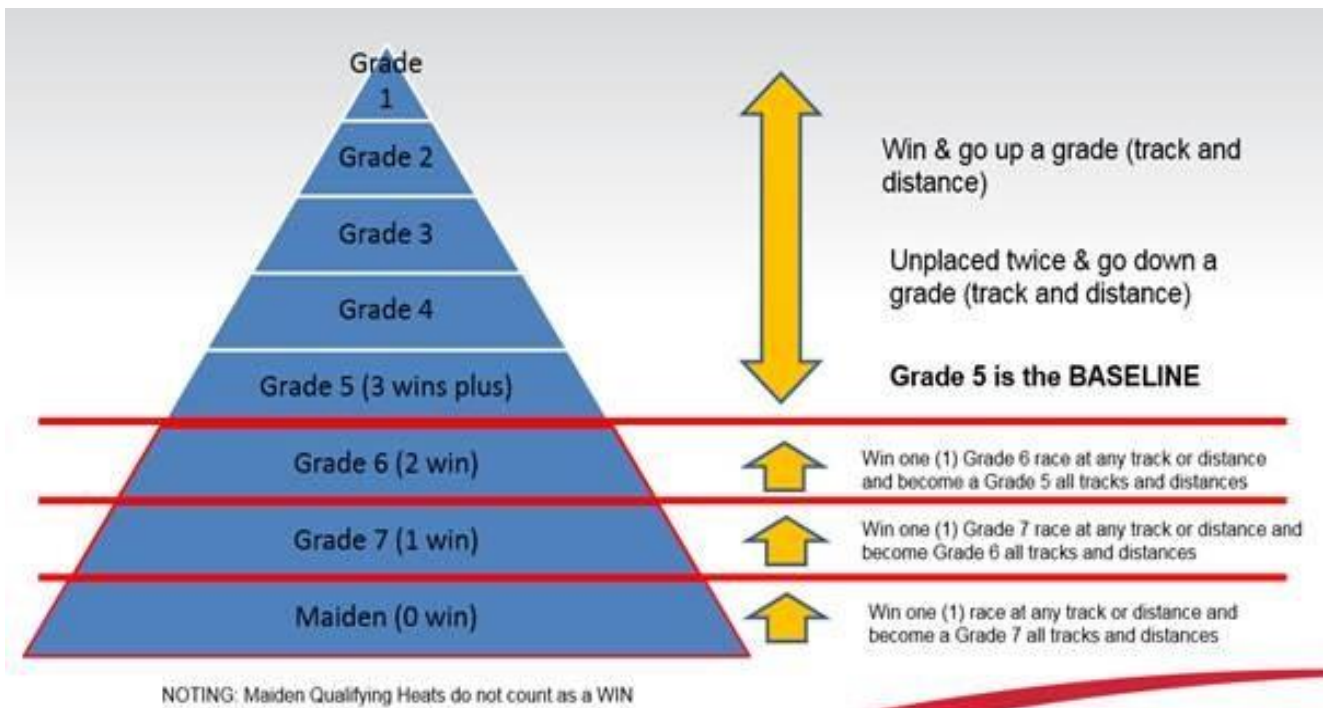 Grade
1
Grade 2
Grade 3
Grade 4
Grade 5 (3 wins plus)
Grade 6 (2 win)
Grade 7 (1 win)
Maiden (0 win)
Win & go up a grade (track and
distance)
Unplaced twice & go down a
grade (track and distance)
Grade 5 is the BASELINE
Win one (1) Grade 6 race at any track or distance
and become a Grade 5 all tracks and distances
Win one (1) Grade 7 race at any track or distance and
become Grade 6 all tracks and distances
Win one (1) race at any track or distance and
become a Grade 7 all tracks and distances
NOTING: Maiden Qualifying Heats do not count as a WIN